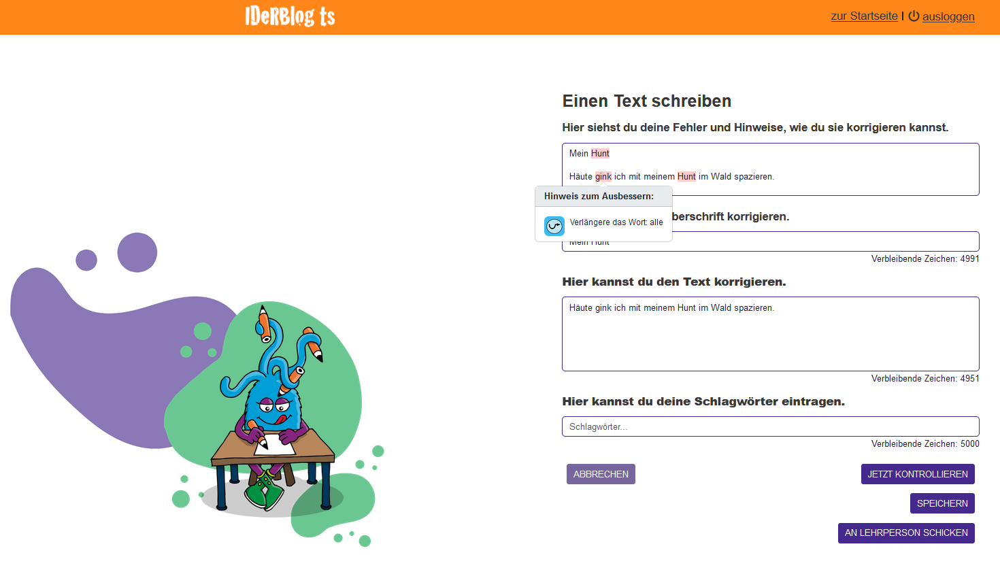 IDeRBlog ts
zur Startseite | ausloggen
Einen Text schreiben
Hier siehst du deine Fehler und Hinweise, wie du sie korrigieren kannst.
Mein Hunt
Häute gink ich mit meinem Hunt im Wald spazieren.
Hinweis zum Ausbessern:
Verlängere das Wort: alle
berschrift korrigieren.
Mein Hunt
Verbleibende Zeichen: 4991
Hier kannst du den Text korrigieren.
Häute gink ich mit meinem Hunt im Wald spazieren.
Verbleibende Zeichen: 4951
Hier kannst du deine Schlagwörter eintragen.
Schlagwörter...
Verbleibende Zeichen: 5000
ABBRECHEN
JETZT KONTROLLIEREN
SPEICHERN
AN LEHRPERSON SCHICKEN